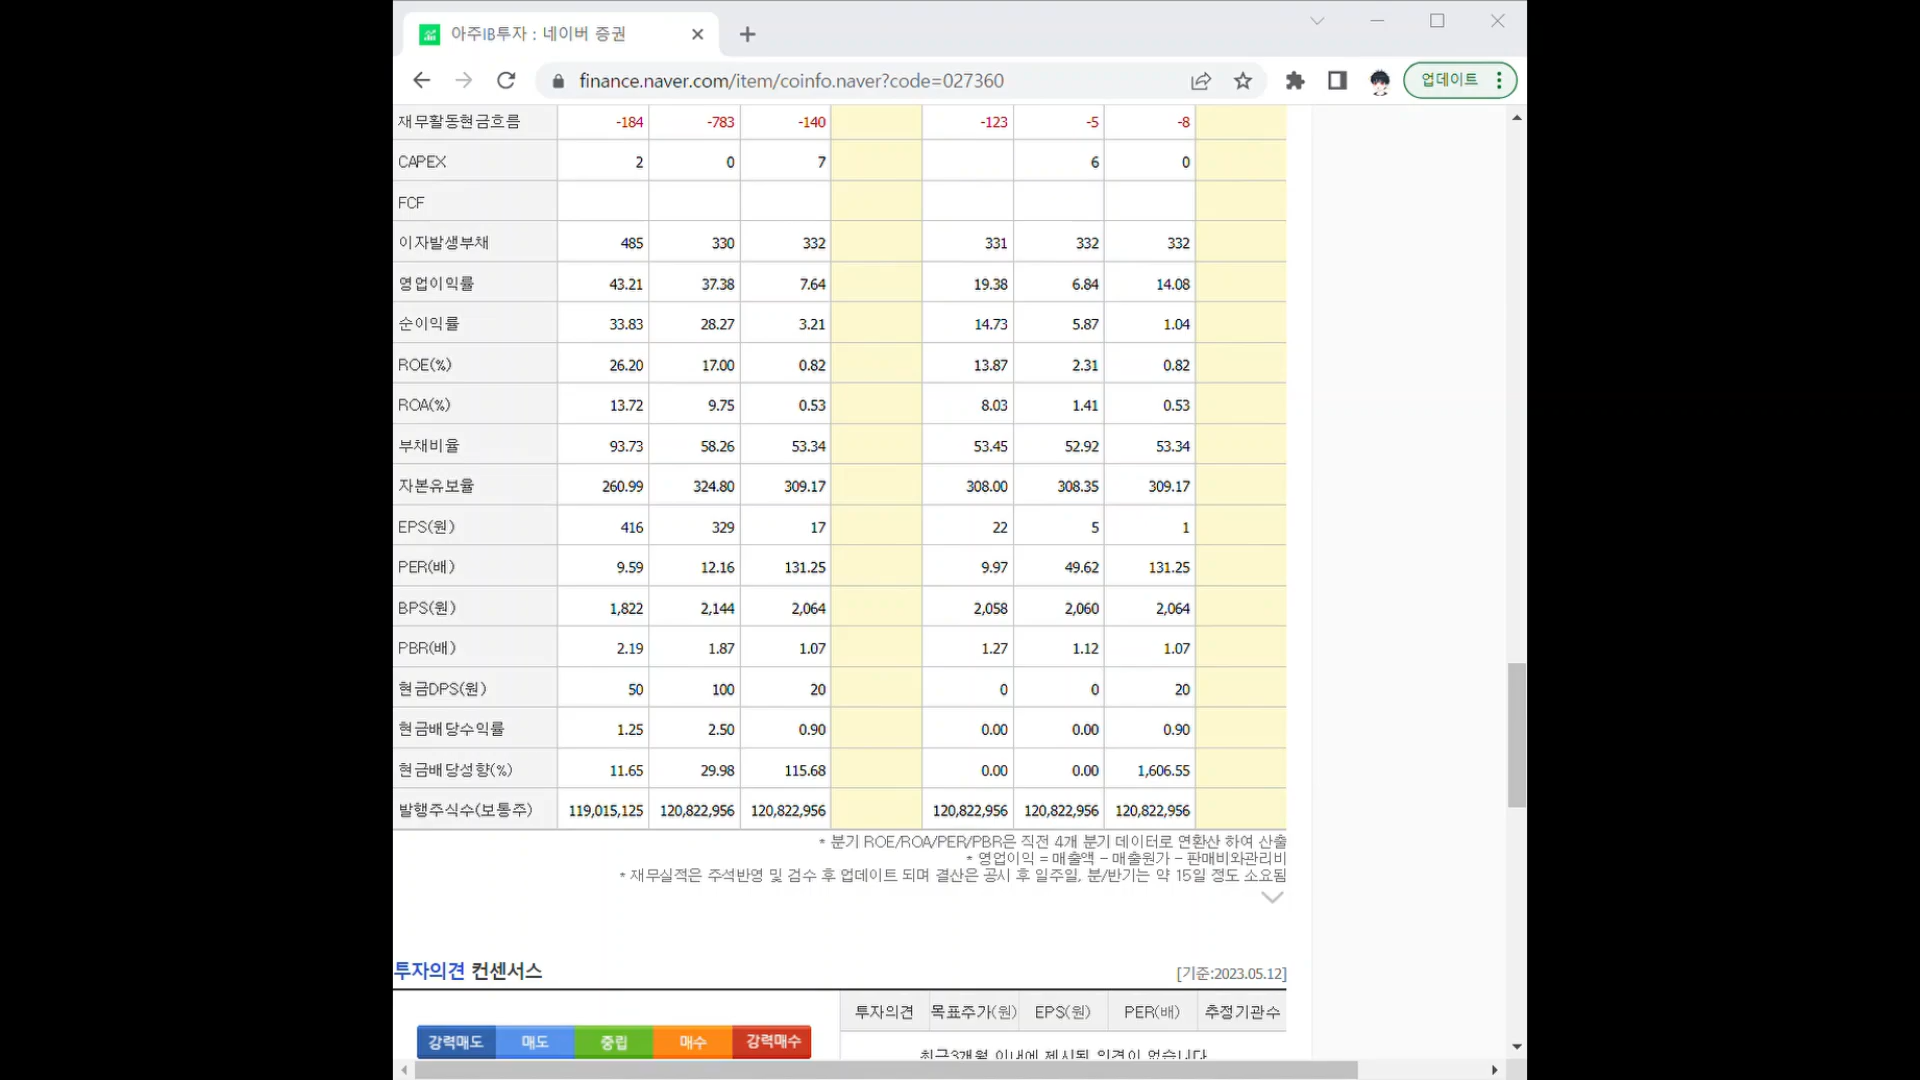 아주IB투자 : 네이버 증권
finance.naver.com/item/coinfo.naver?code=027360
업데이트
재무활동현금흐름 -184 -783 -140 -123 -5 -8
CAPEX 2 0 7 6 0
FCF
이자발생부채 485 330 332 331 332 332
영업이익률 43.21 37.38 7.64 19.38 6.84 14.08
순이익률 33.83 28.27 3.21 14.73 5.87 1.04
ROE(%) 26.20 17.00 0.82 13.87 2.31 0.82
ROA(%) 13.72 9.75 0.53 8.03 1.41 0.53
부채비율 93.73 58.26 53.34 53.45 52.92 53.34
자본유보율 260.99 324.80 309.17 308.00 308.35 309.17
EPS(원) 416 329 17 22 5 1
PER(배) 9.59 12.16 131.25 9.97 49.62 131.25
BPS(원) 1,822 2,144 2,064 2,058 2,060 2,064
PBR(배) 2.19 1.87 1.07 1.27 1.12 1.07
현금DPS(원) 50 100 20 0 0 20
현금배당수익률 1.25 2.50 0.90 0.00 0.00 0.90
현금배당성향(%) 11.65 29.98 115.68 0.00 0.00 1,606.55
발행주식수(보통주) 119,015,125 120,822,956 120,822,956 120,822,956 120,822,956 120,822,956
* 분기 ROE/ROA/PER/PBR은 직전 4개 분기 데이터로 연환산 하여 산출
* 영업이익 = 매출액 - 매출원가 - 판매비와관리비
* 재무실적은 주석반영 및 검수 후 업데이트 되며 결산은 공시 후 일주일, 분/반기는 약 15일 정도 소요됨
투자의견 컨센서스 [기준:2023.05.12]
투자의견 목표주가(원) EPS(원) PER(배) 추정기관수
강력매도 매도 중립 매수 강력매수
최근3개월 이내에 제시된 의견이 없습니다